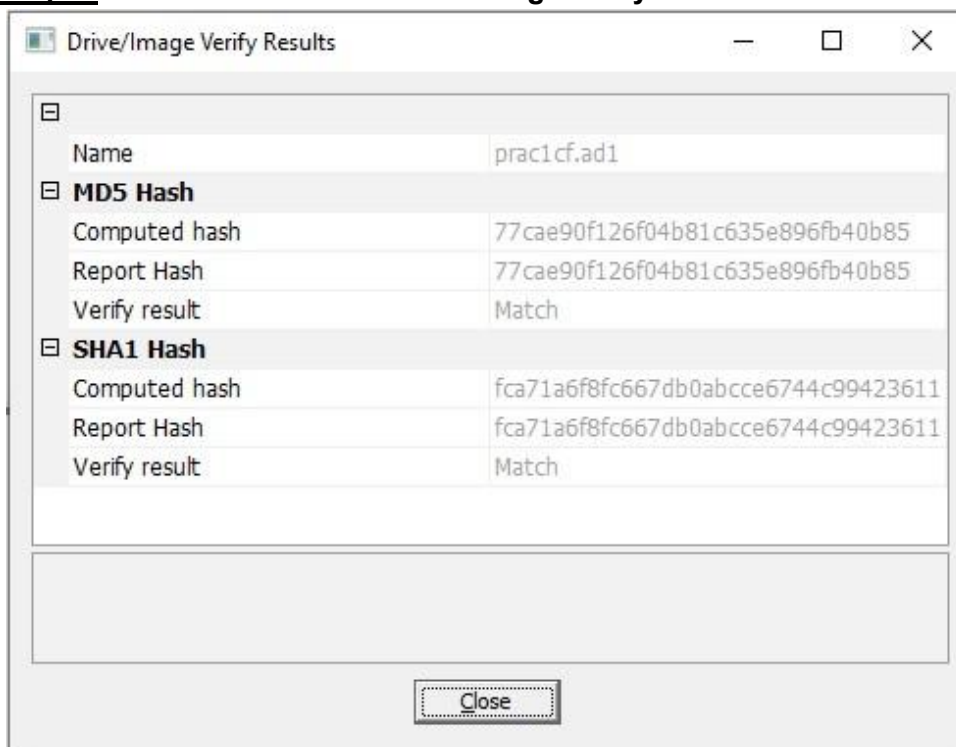 Drive/Image Verify Results
Name prac1cf.ad1
MD5 Hash
Computed hash 77cae90f126f04b81c635e896fb40b85
Report Hash 77cae90f126f04b81c635e896fb40b85
Verify result Match
SHA1 Hash
Computed hash fca71a6f8fc667db0abcce6744c99423611
Report Hash fca71a6f8fc667db0abcce6744c99423611
Verify result Match
Close